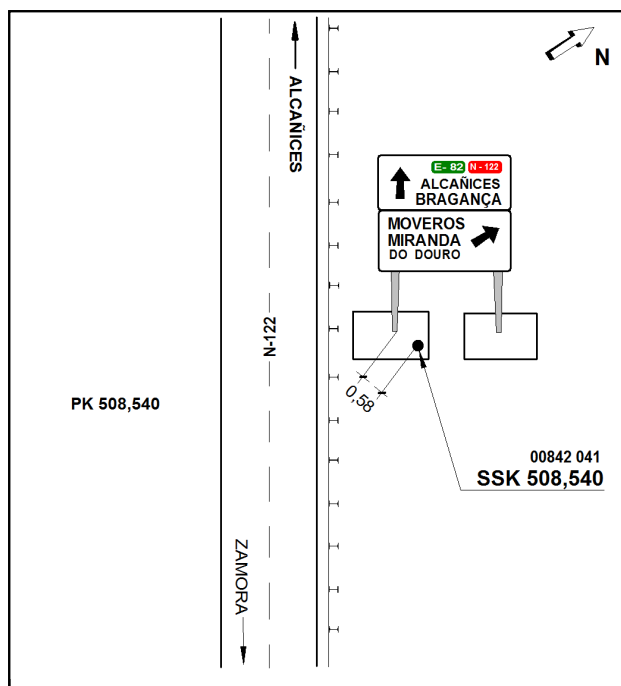 N
ALCAÑICES
E- 82 N - 122
ALCAÑICES
BRAGANÇA
MOVEROS
MIRANDA
DO DOURO
N-122
PK 508,540
0,58
00842 041
SSK 508,540
ZAMORA